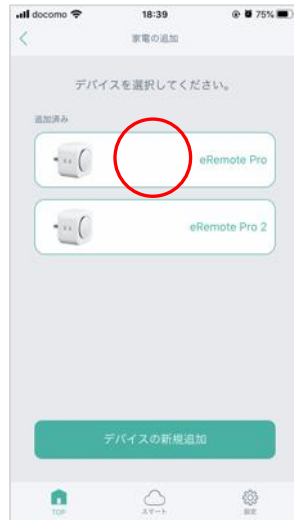 docomo 18:39 75%
家電の追加
デバイスを選択してください。
追加済み
eRemote Pro
eRemote Pro 2
デバイスの新規追加
TOP スマート 設定